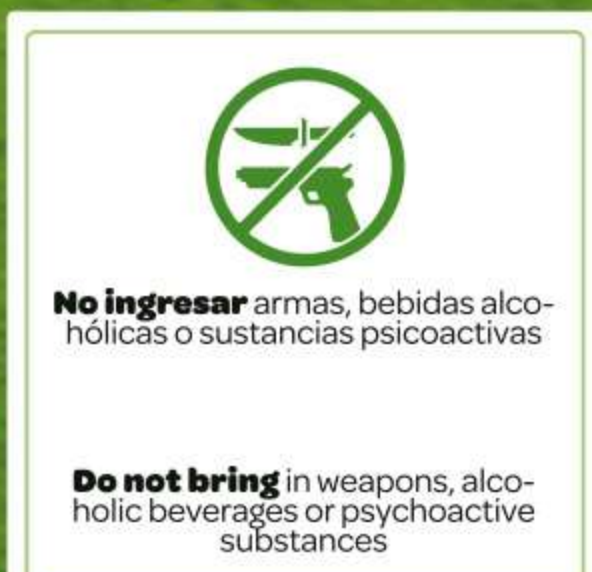 No ingresar armas, bebidas alco-
hólicas o sustancias psicoactivas
Do not bring in weapons, alco-
holic beverages or psychoactive
substances